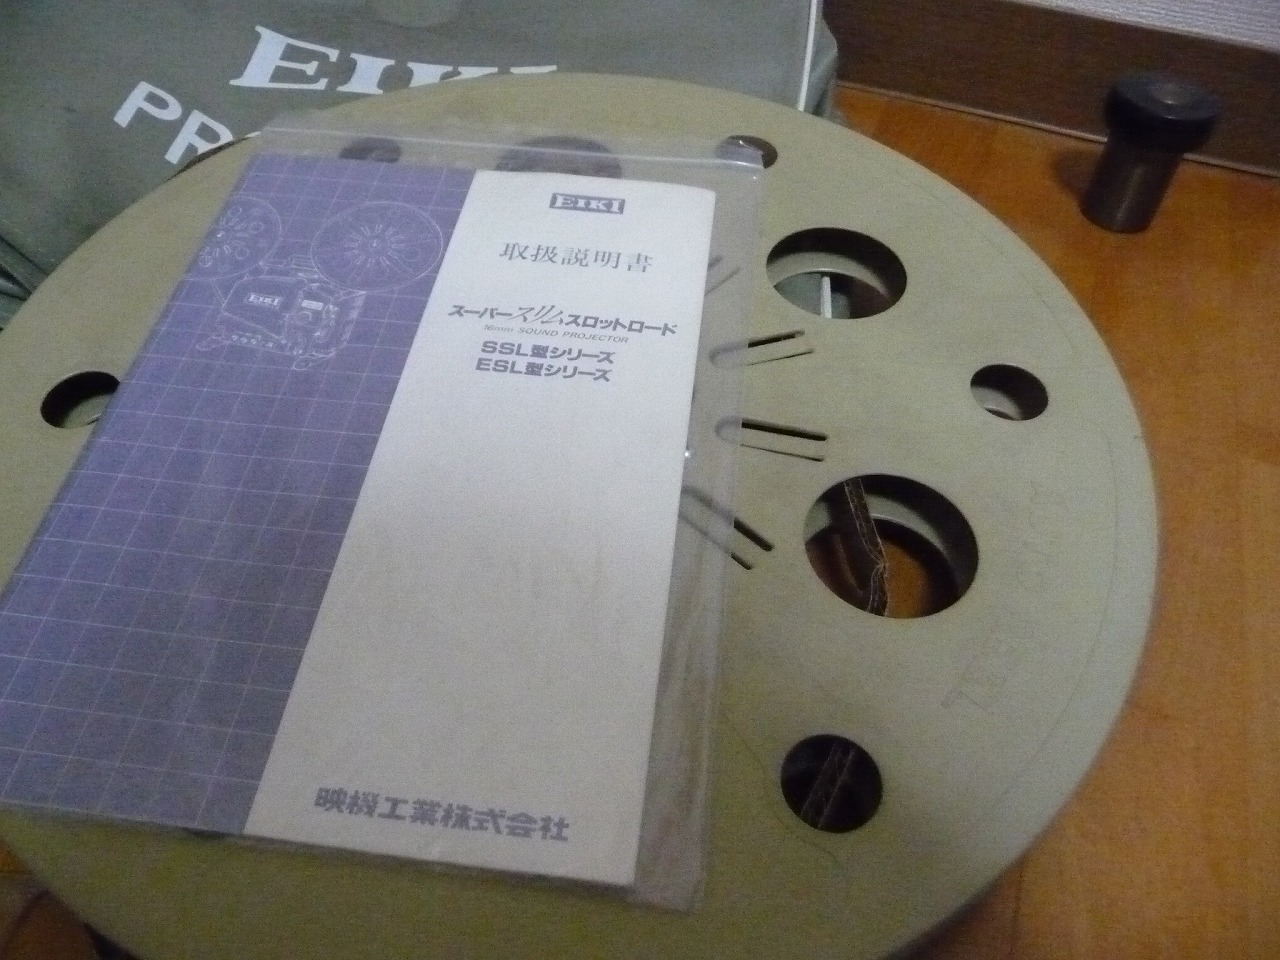 EIKI
PR
EIKI
取扱説明書
スーパースリムスロットロード
16mm SOUND PROJECTOR
SSL型シリーズ
ESL型シリーズ
EIKI
映機工業株式会社